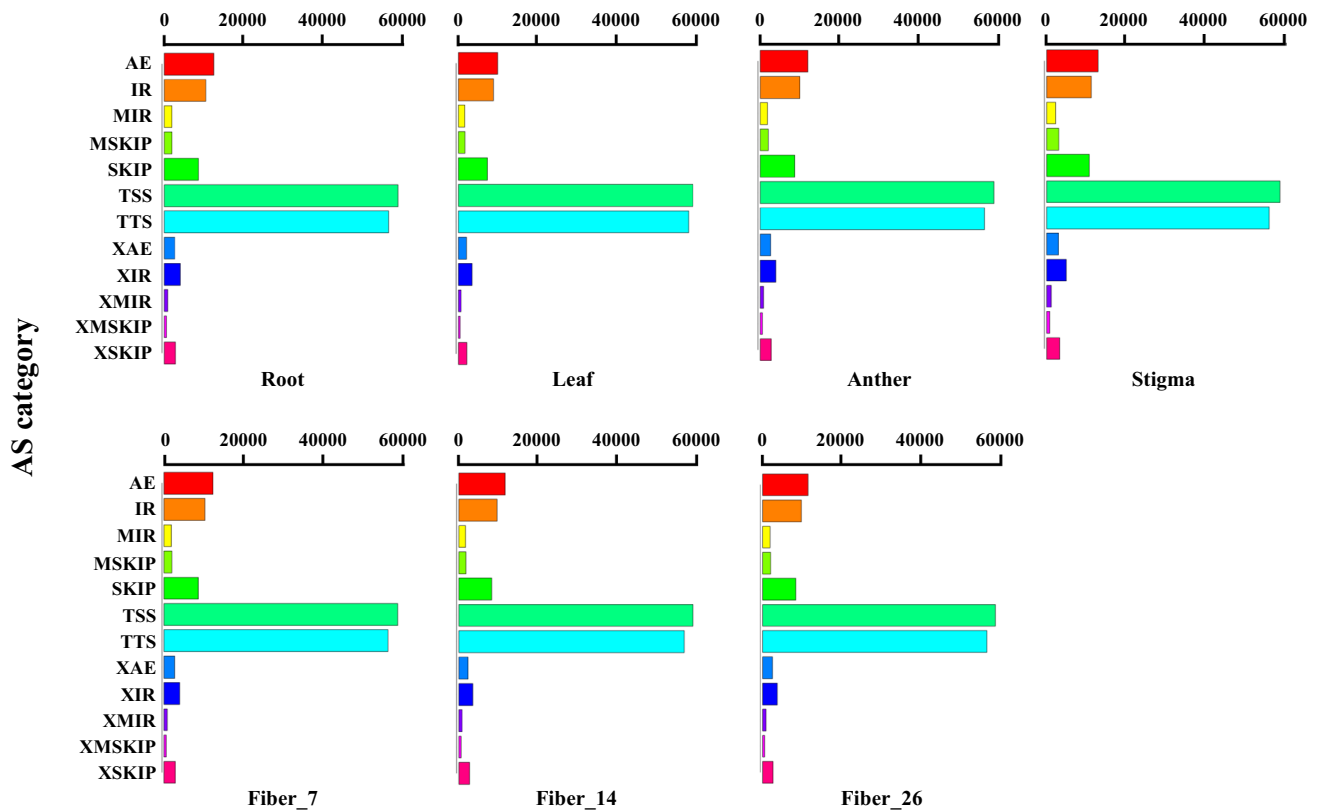 0 20000 40000 60000 0 20000 40000 60000 0 20000 40000 60000 0 20000 40000 60000
AE
IR
MIR
MSKIP
SKIP
TSS
TTS
XAE
XIR
XMIR
XMSKIP
XSKIP
Root Leaf Anther Stigma
AS category
0 20000 40000 60000 0 20000 40000 60000 0 20000 40000 60000
AE
IR
MIR
MSKIP
SKIP
TSS
TTS
XAE
XIR
XMIR
XMSKIP
XSKIP
Fiber_7 Fiber_14 Fiber_26